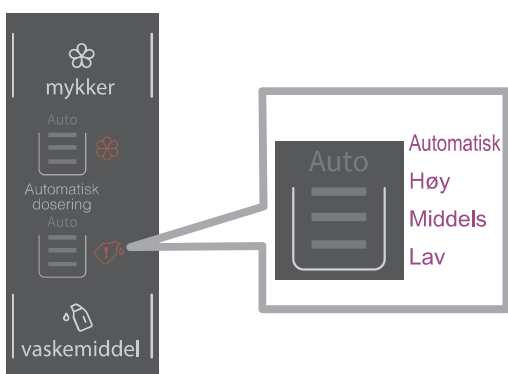 mykker
Auto
Automatisk
dosering
Auto
vaskemiddel
Auto
Automatisk
Høy
Middels
Lav